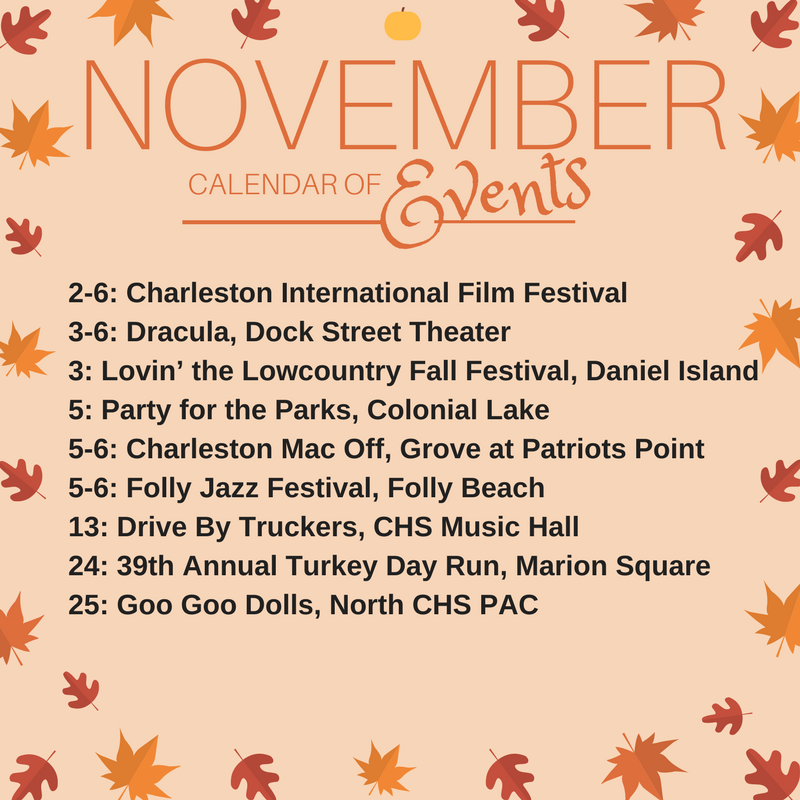 NOVEMBER
CALENDAR OF Events
2-6: Charleston International Film Festival
3-6: Dracula, Dock Street Theater
3: Lovin’ the Lowcountry Fall Festival, Daniel Island
5: Party for the Parks, Colonial Lake
5-6: Charleston Mac Off, Grove at Patriots Point
5-6: Folly Jazz Festival, Folly Beach
13: Drive By Truckers, CHS Music Hall
24: 39th Annual Turkey Day Run, Marion Square
25: Goo Goo Dolls, North CHS PAC